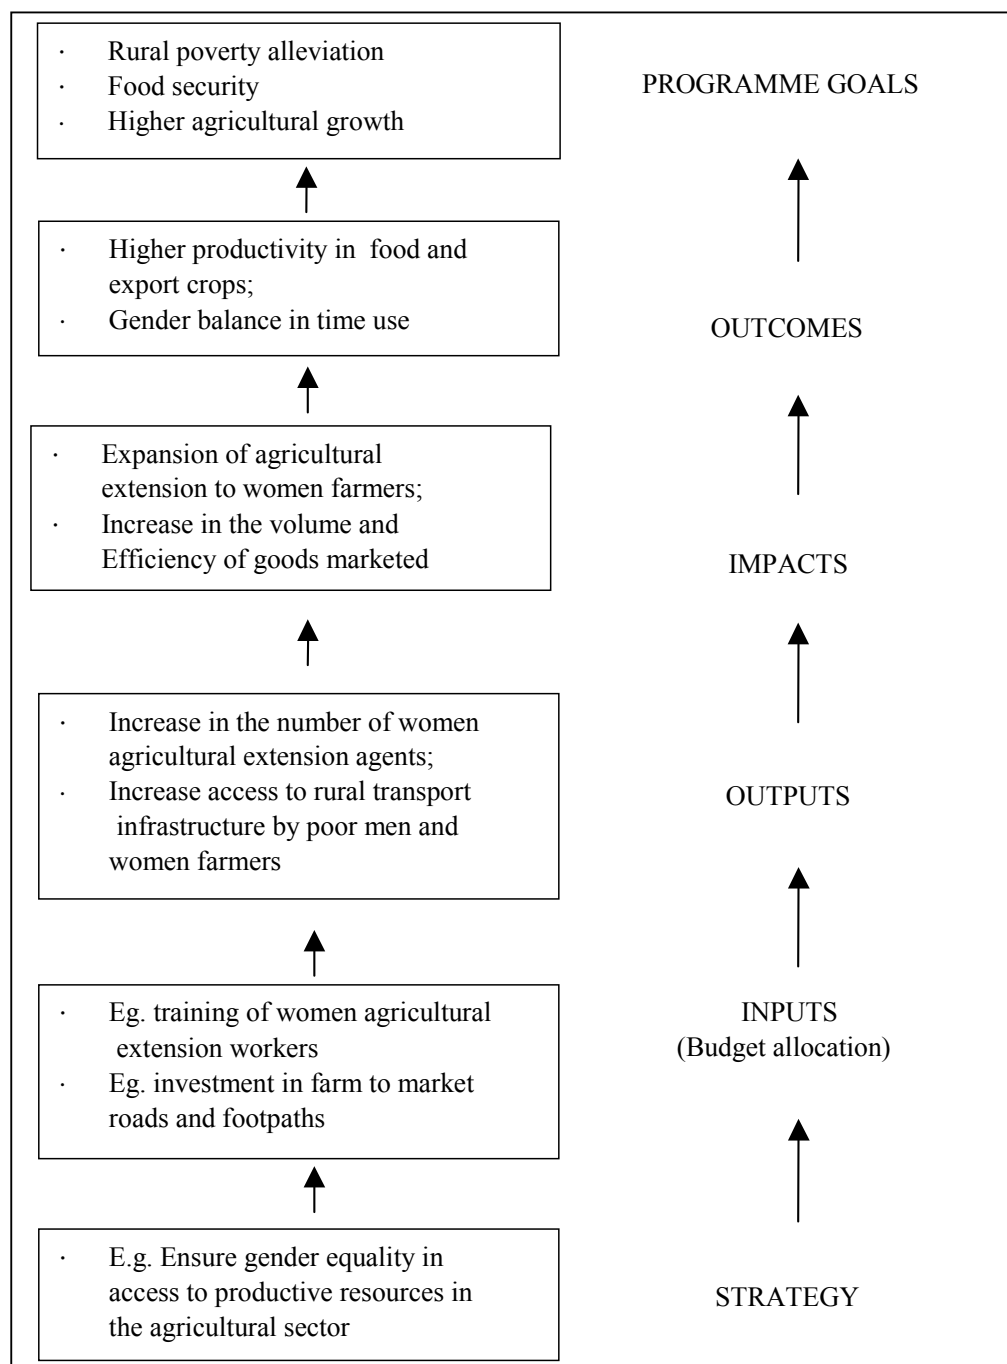 · Rural poverty alleviation
· Food security
· Higher agricultural growth
PROGRAMME GOALS
· Higher productivity in food and
export crops;
· Gender balance in time use
OUTCOMES
· Expansion of agricultural
extension to women farmers;
· Increase in the volume and
Efficiency of goods marketed
IMPACTS
· Increase in the number of women
agricultural extension agents;
· Increase access to rural transport
infrastructure by poor men and
women farmers
OUTPUTS
· Eg. training of women agricultural
extension workers
· Eg. investment in farm to market
roads and footpaths
INPUTS
(Budget allocation)
· E.g. Ensure gender equality in
access to productive resources in
the agricultural sector
STRATEGY